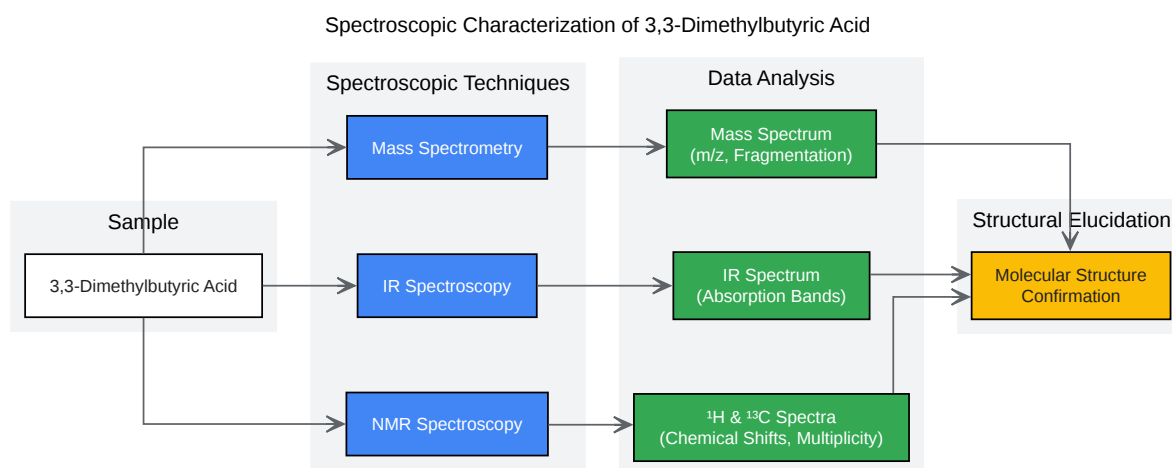 Spectroscopic Characterization of 3,3-Dimethylbutyric Acid
Spectroscopic Techniques
Data Analysis
Mass Spectrometry
Mass Spectrum
(m/z, Fragmentation)
Sample
Structural Elucidation
3,3-Dimethylbutyric Acid
IR Spectroscopy
IR Spectrum
(Absorption Bands)
Molecular Structure
Confirmation
NMR Spectroscopy
¹H & ¹³C Spectra
(Chemical Shifts, Multiplicity)